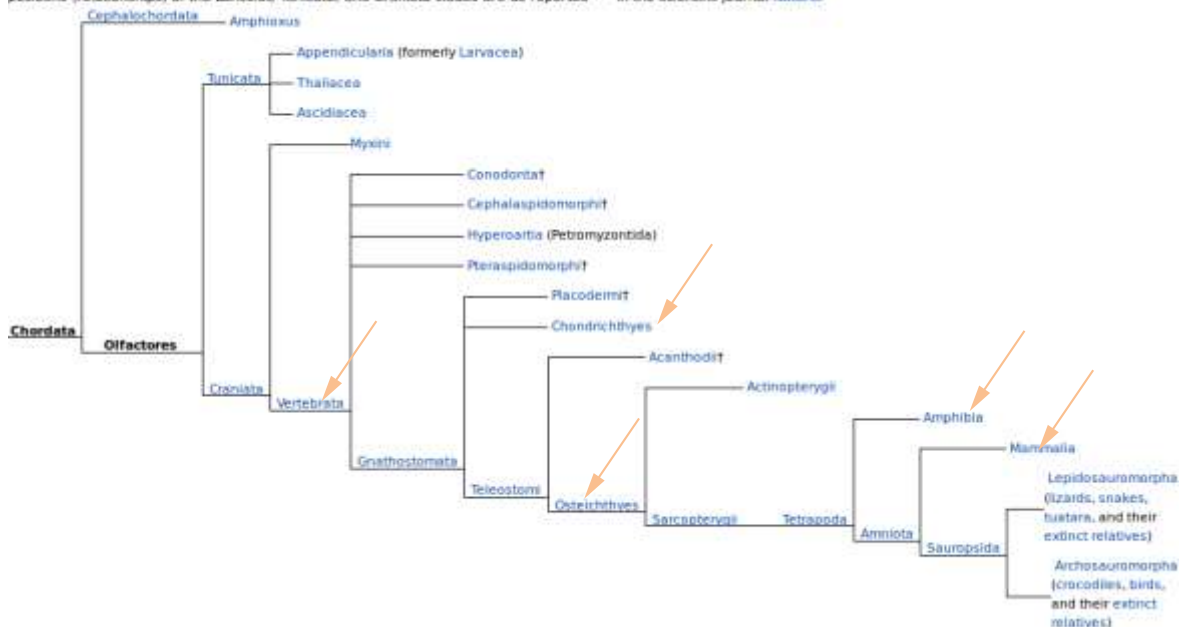 Cephalochordata
Amphioxus
Appendicularia (formerly Larvacea)
Tunicata
Thaliacea
Ascidiacea
Myxini
Conodonta†
Cephalaspidomorphi†
Hyperoartia (Petromyzontida)
Pteraspidomorphi†
Placodermi†
Chondrichthyes
Chordata
Olfactores
Acanthodii†
Craniata
Actinopterygii
Vertebrata
Amphibia
Mammalia
Gnathostomata
Lepidosauromorpha
(lizards, snakes,
tuatara, and their
extinct relatives)
Teleostomi
Osteichthyes
Sarcopterygii
Tetrapoda
Amniota
Sauropsida
Archosauromorpha
(crocodiles, birds,
and their extinct
relatives)